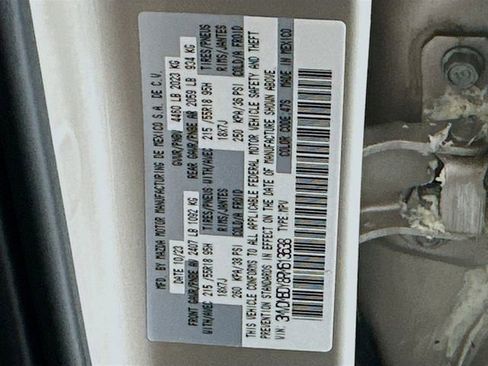 MFD. BY MAZDA MOTOR MANUFACTURING DE MEXICO S.A. DE C.V.
DATE: 10/23 GVWR/PNBV 4460 LB 2023 KG
FRONT GAWR/PNBE AV 2407 LB 1092 KG REAR GAWR/PNBE AR 2059 LB 934 KG
WITH/AVEC 215/55R18 95H TIRES/PNEUS WITH/AVEC 215/55R18 95H TIRES/PNEUS
18X7J RIMS/JANTES 18X7J RIMS/JANTES
260 KPA/38 PSI COLD/A FROID 250 KPA/36 PSI COLD/A FROID
THIS VEHICLE CONFORMS TO ALL APPLICABLE FEDERAL MOTOR VEHICLE SAFETY AND THEFT
PREVENTION STANDARDS IN EFFECT ON THE DATE OF MANUFACTURE SHOWN ABOVE.
TYPE: MPV COLOR CODE: 47S MADE IN MEXICO
VIN: